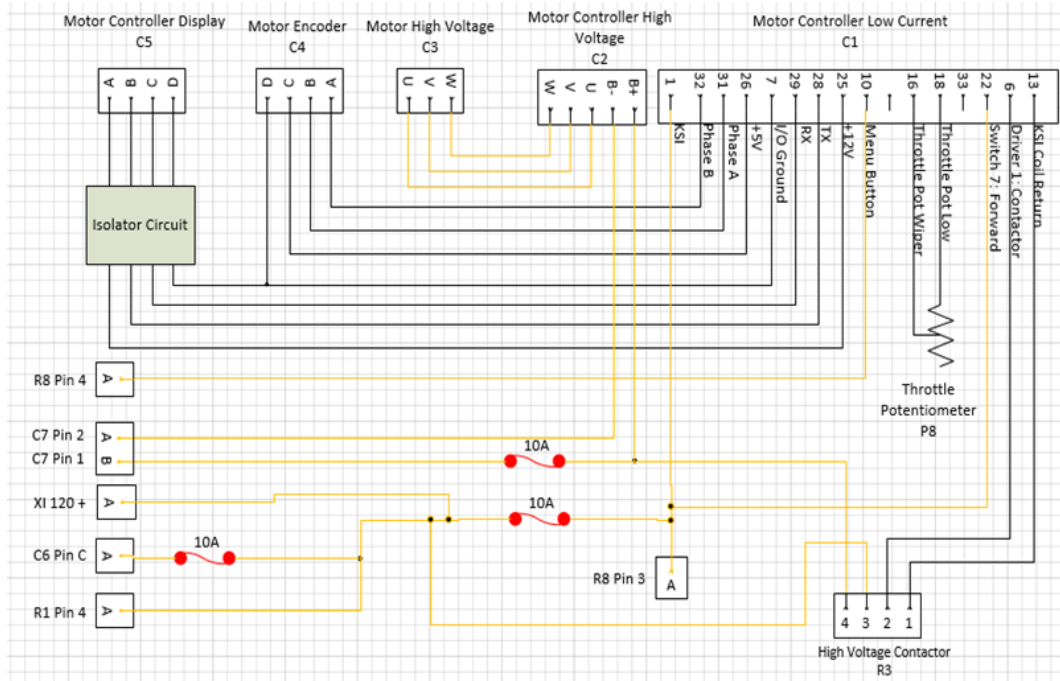 Motor Controller Display
C5
Motor Encoder
C4
Motor High Voltage
C3
Motor Controller High
Voltage
C2
Motor Controller Low Current
C1
A B C D
D C B A
U V W
W V U B- B+
1 32 31 26 7 29 28 25 10 | 16 18 33 22 6 13
KSI
Phase B
Phase A
+5V
I/O Ground
RX
TX
+12V
Menu Button
Throttle Pot Wiper
Throttle Pot Low
Switch 7: Forward
Driver 1: Contactor
KSI Coil Return
Isolator Circuit
R8 Pin 4
A
Throttle
Potentiometer
P8
C7 Pin 2
A
C7 Pin 1
B
10A
XI 120 +
A
10A
C6 Pin C
A
10A
R8 Pin 3
A
R1 Pin 4
A
4 3 2 1
High Voltage Contactor
R3